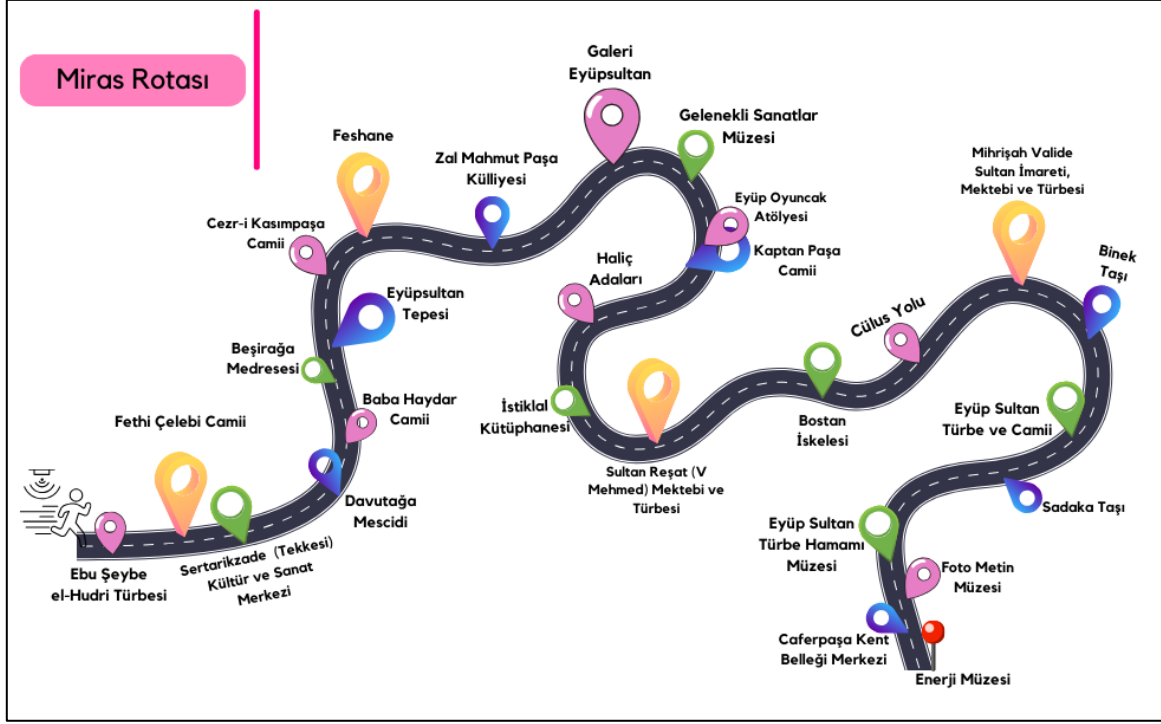 Miras Rotası
Ebu Şeybe
el-Hudri Türbesi
Fethi Çelebi Camii
Sertarikzade (Tekkesi)
Kültür ve Sanat
Merkezi
Davutağa
Mescidi
Baba Haydar
Camii
Beşirağa
Medresesi
Eyüpsultan
Tepesi
Cezr-i Kasımpaşa
Camii
Feshane
Zal Mahmut Paşa
Külliyesi
Galeri
Eyüpsultan
Gelenekli Sanatlar
Müzesi
Eyüp Oyuncak
Atölyesi
Kaptan Paşa
Camii
Haliç
Adaları
İstiklal
Kütüphanesi
Sultan Reşat (V
Mehmed) Mektebi ve
Türbesi
Bostan
İskelesi
Cülus Yolu
Mihrişah Valide
Sultan İmareti,
Mektebi ve Türbesi
Binek
Taşı
Eyüp Sultan
Türbe ve Camii
Sadaka Taşı
Eyüp Sultan
Türbe Hamamı
Müzesi
Foto Metin
Müzesi
Caferpaşa Kent
Belleği Merkezi
Enerji Müzesi